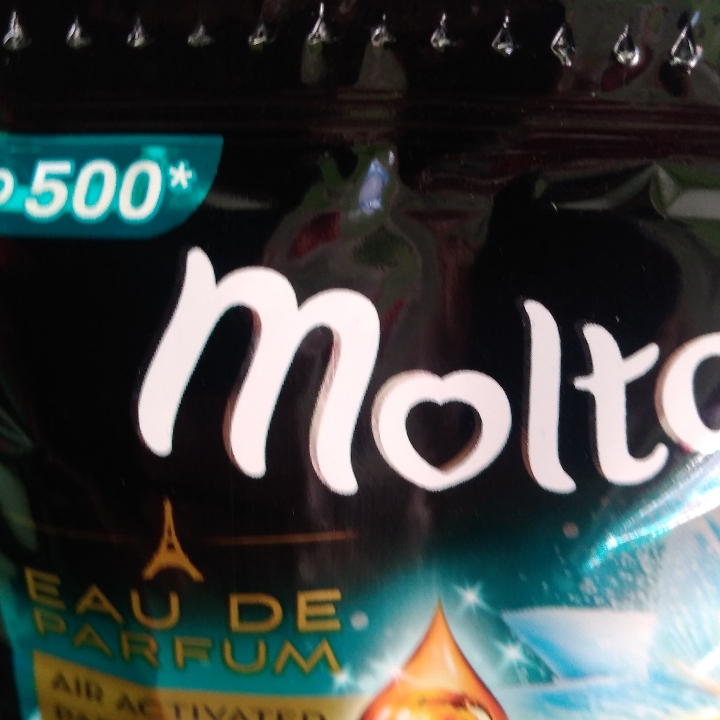 500*
Molto
EAU DE
PARFUM
AIR ACTIVATED